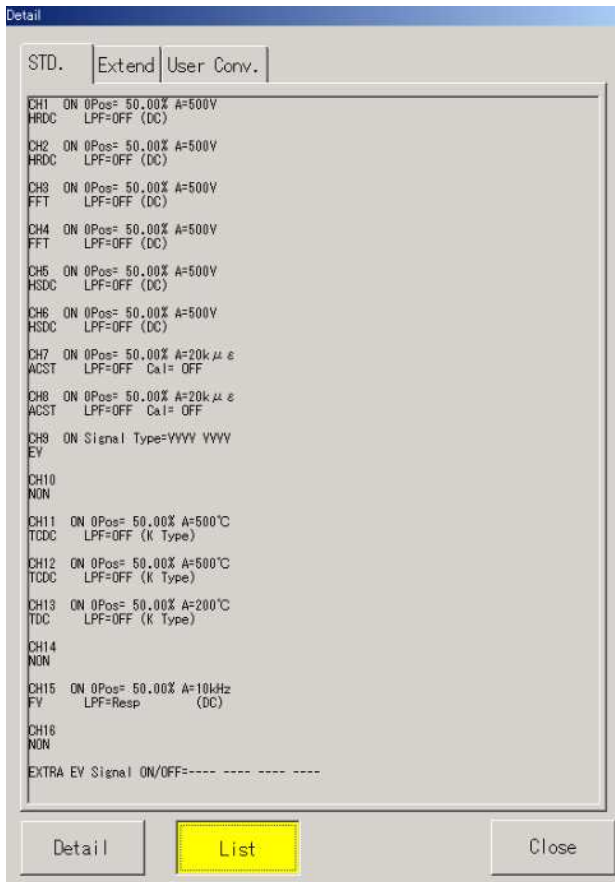 Detail
STD. Extend User Conv.
CH1 ON 0Pos= 50.00% A=500V
HRDC LPF=OFF (DC)
CH2 ON 0Pos= 50.00% A=500V
HRDC LPF=OFF (DC)
CH3 ON 0Pos= 50.00% A=500V
FFT LPF=OFF (DC)
CH4 ON 0Pos= 50.00% A=500V
FFT LPF=OFF (DC)
CH5 ON 0Pos= 50.00% A=500V
HSDC LPF=OFF (DC)
CH6 ON 0Pos= 50.00% A=500V
HSDC LPF=OFF (DC)
CH7 ON 0Pos= 50.00% A=20kμε
ACST LPF=OFF Cal= OFF
CH8 ON 0Pos= 50.00% A=20kμε
ACST LPF=OFF Cal= OFF
CH9 ON Signal Type=VVVV VVVV
EV
CH10
NON
CH11 ON 0Pos= 50.00% A=500℃
TCDC LPF=OFF (K Type)
CH12 ON 0Pos= 50.00% A=500℃
TCDC LPF=OFF (K Type)
CH13 ON 0Pos= 50.00% A=200℃
TDC LPF=OFF (K Type)
CH14
NON
CH15 ON 0Pos= 50.00% A=10kHz
FV LPF=Resp (DC)
CH16
NON
EXTRA EV Signal ON/OFF=---- ---- ---- ----
Detail List Close